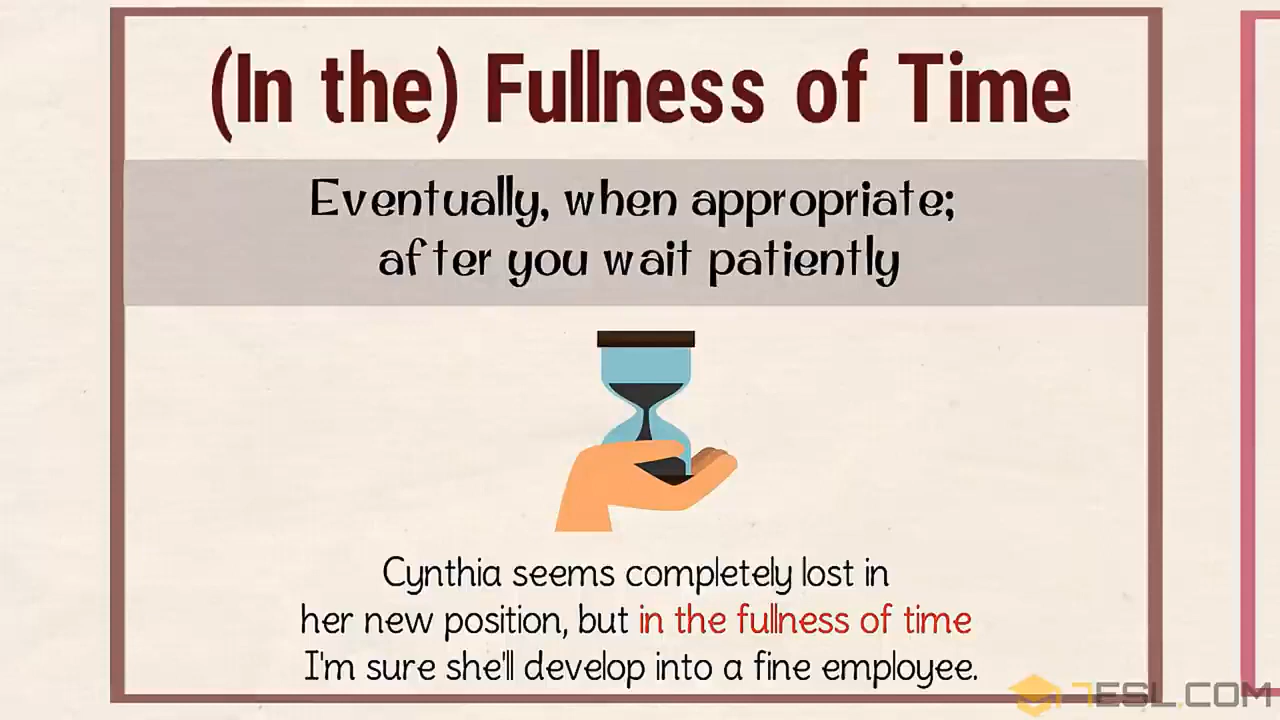 (In the) Fullness of Time
Eventually, when appropriate;
after you wait patiently
Cynthia seems completely lost in
her new position, but in the fullness of time
I'm sure she'll develop into a fine employee.
7ESL.COM